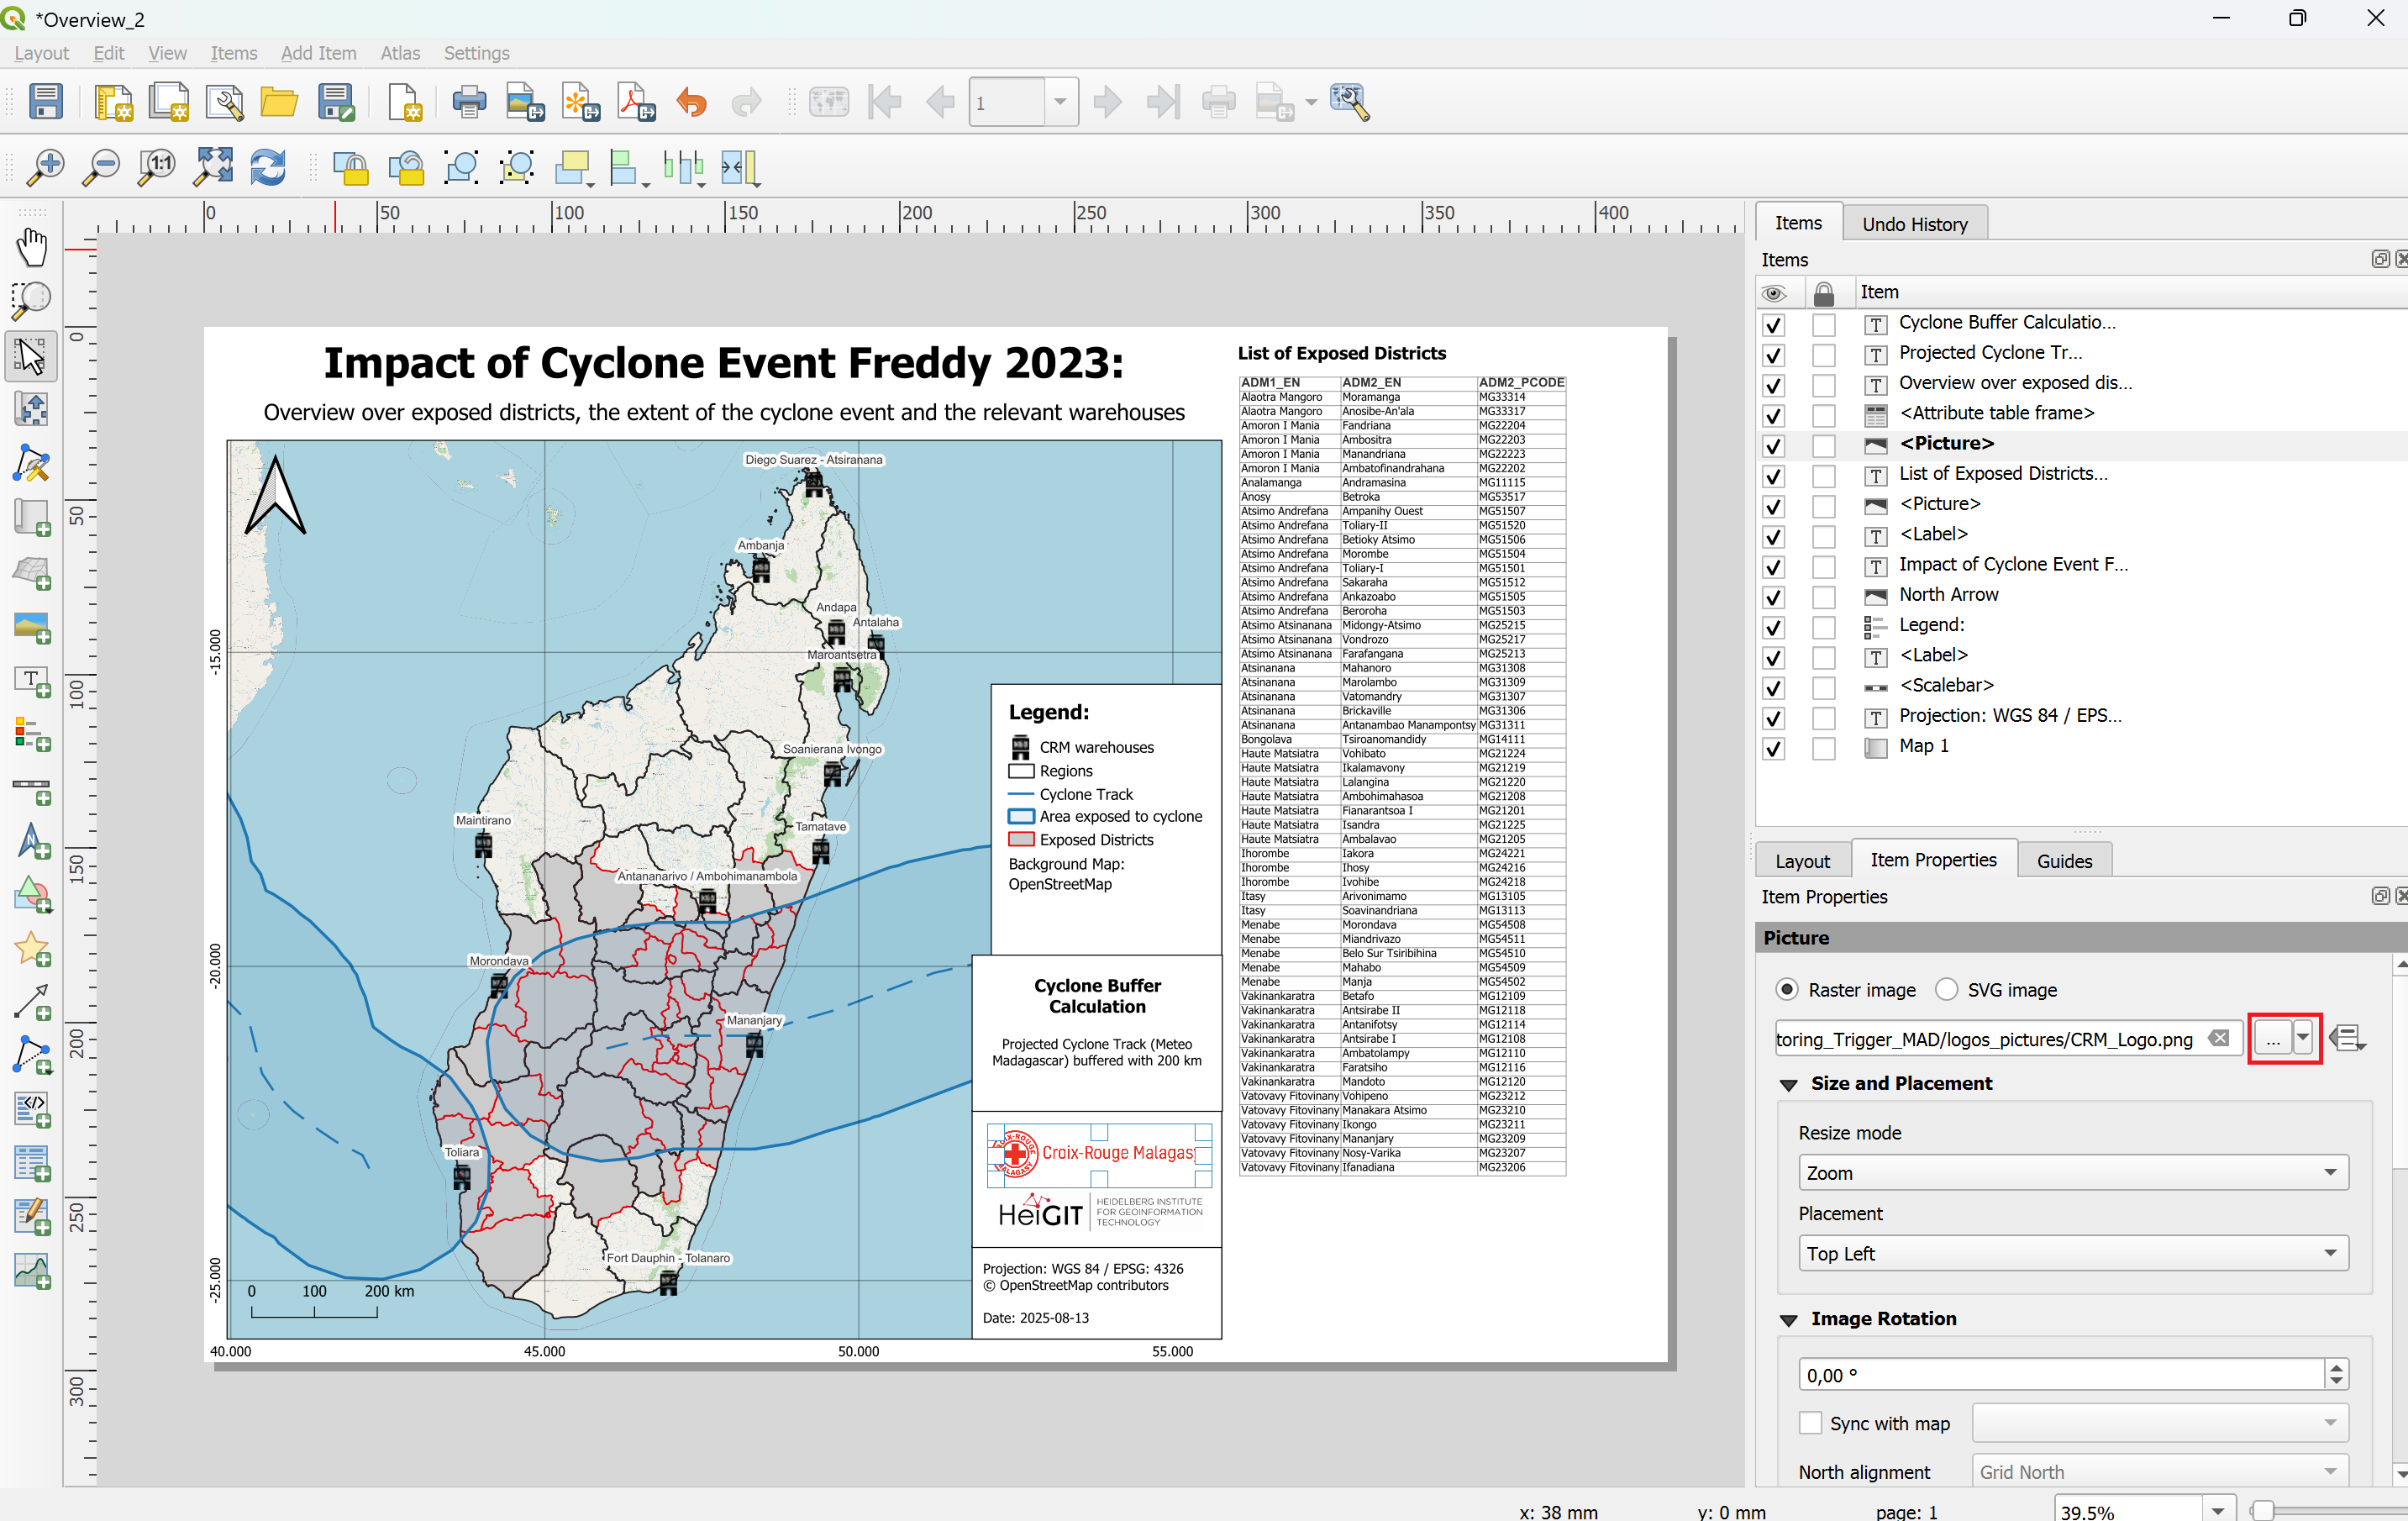 *Overview_2
Layout Edit View Items Add Item Atlas Settings
1
1:1
0 50 100 150 200 250 300 350 400
0 50 100 150 200 250 300
Impact of Cyclone Event Freddy 2023:
Overview over exposed districts, the extent of the cyclone event and the relevant warehouses
Diego Suarez - Atsiranana
Ambanja
Andapa
Antalaha
Maroantsetra
Soanierana Ivongo
Maintirano
Tamatave
Antananarivo / Ambohimanambola
Morondava
Mananjary
Toliara
Fort Dauphin - Tolanaro
-15.000
-20.000
-25.000
0 100 200 km
40.000 45.000 50.000 55.000
Legend:
CRM warehouses
Regions
Cyclone Track
Area exposed to cyclone
Exposed Districts
Background Map:
OpenStreetMap
Cyclone Buffer
Calculation
Projected Cyclone Track (Meteo
Madagascar) buffered with 200 km
Croix-Rouge Malagas
HeiGIT
HEIDELBERG INSTITUTE
FOR GEOINFORMATION
TECHNOLOGY
Projection: WGS 84 / EPSG: 4326
© OpenStreetMap contributors
Date: 2025-08-13
List of Exposed Districts
ADM1_EN ADM2_EN ADM2_PCODE
Alaotra Mangoro Moramanga MG33314
Alaotra Mangoro Anosibe-An'ala MG33317
Amoron I Mania Fandriana MG22204
Amoron I Mania Ambositra MG22203
Amoron I Mania Manandriana MG22223
Amoron I Mania Ambatofinandrahana MG22202
Analamanga Andramasina MG11115
Anosy Betroka MG53517
Atsimo Andrefana Ampanihy Ouest MG51507
Atsimo Andrefana Toliary-II MG51520
Atsimo Andrefana Betioky Atsimo MG51506
Atsimo Andrefana Morombe MG51504
Atsimo Andrefana Toliary-I MG51501
Atsimo Andrefana Sakaraha MG51512
Atsimo Andrefana Ankazoabo MG51505
Atsimo Andrefana Beroroha MG51503
Atsimo Atsinanana Midongy-Atsimo MG25215
Atsimo Atsinanana Vondrozo MG25217
Atsimo Atsinanana Farafangana MG25213
Atsinanana Mahanoro MG31308
Atsinanana Marolambo MG31309
Atsinanana Vatomandry MG31307
Atsinanana Brickaville MG31306
Atsinanana Antanambao Manampontsy MG31311
Bongolava Tsiroanomandidy MG14111
Haute Matsiatra Vohibato MG21224
Haute Matsiatra Ikalamavony MG21219
Haute Matsiatra Lalangina MG21220
Haute Matsiatra Ambohimahasoa MG21208
Haute Matsiatra Fianarantsoa I MG21201
Haute Matsiatra Isandra MG21225
Haute Matsiatra Ambalavao MG21205
Ihorombe Iakora MG24221
Ihorombe Ihosy MG24216
Ihorombe Ivohibe MG24218
Itasy Arivonimamo MG13105
Itasy Soavinandriana MG13113
Menabe Morondava MG54508
Menabe Miandrivazo MG54511
Menabe Belo Sur Tsiribihina MG54510
Menabe Mahabo MG54509
Menabe Manja MG54502
Vakinankaratra Betafo MG12109
Vakinankaratra Antsirabe II MG12118
Vakinankaratra Antanifotsy MG12114
Vakinankaratra Antsirabe I MG12108
Vakinankaratra Ambatolampy MG12110
Vakinankaratra Faratsiho MG12116
Vakinankaratra Mandoto MG12120
Vatovavy Fitovinany Vohipeno MG23212
Vatovavy Fitovinany Manakara Atsimo MG23210
Vatovavy Fitovinany Ikongo MG23211
Vatovavy Fitovinany Mananjary MG23209
Vatovavy Fitovinany Nosy-Varika MG23207
Vatovavy Fitovinany Ifanadiana MG23206
Items Undo History
Items
Item
Cyclone Buffer Calculatio...
Projected Cyclone Tr...
Overview over exposed dis...
<Attribute table frame>
<Picture>
List of Exposed Districts...
<Picture>
<Label>
Impact of Cyclone Event F...
North Arrow
Legend:
<Label>
<Scalebar>
Projection: WGS 84 / EPS...
Map 1
Layout Item Properties Guides
Item Properties
Picture
Raster image SVG image
toring_Trigger_MAD/logos_pictures/CRM_Logo.png ...
Size and Placement
Resize mode
Zoom
Placement
Top Left
Image Rotation
0,00 °
Sync with map
North alignment Grid North
x: 38 mm y: 0 mm page: 1 39.5%